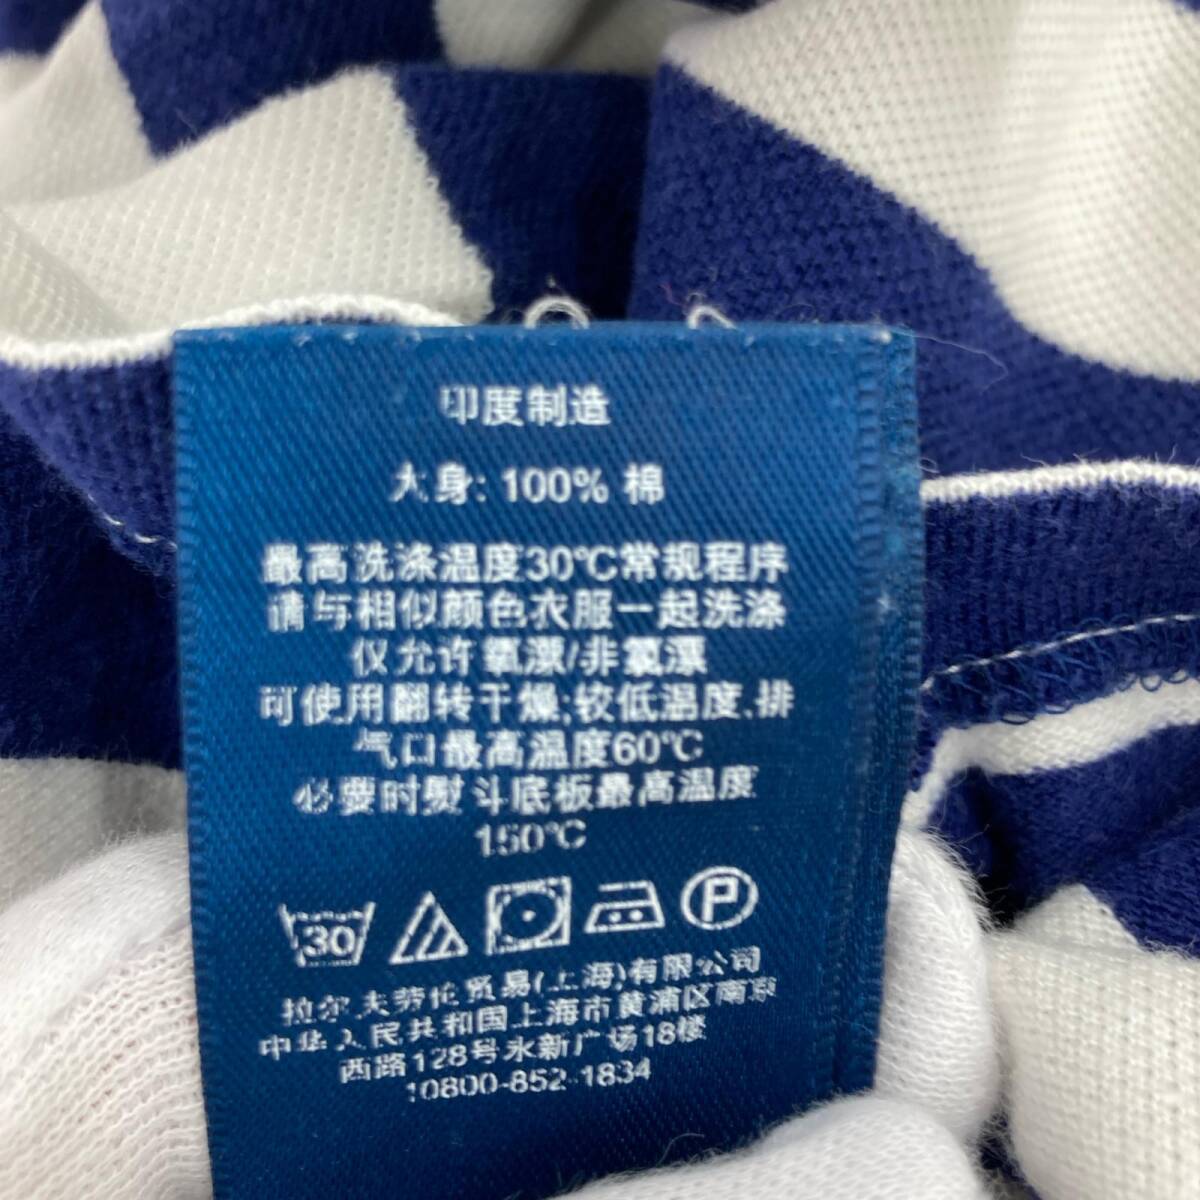 印度制造
大身: 100% 棉
最高洗涤温度30℃常规程序
请与相似颜色衣服一起洗涤
仅允许氧漂/非氯漂
可使用翻转干燥;较低温度,排
气口最高温度60℃
必要时熨斗底板最高温度
150℃
30 P
拉尔夫劳伦贸易(上海)有限公司
中华人民共和国上海市黄浦区南京
西路128号永新广场18楼
10800-852-1834